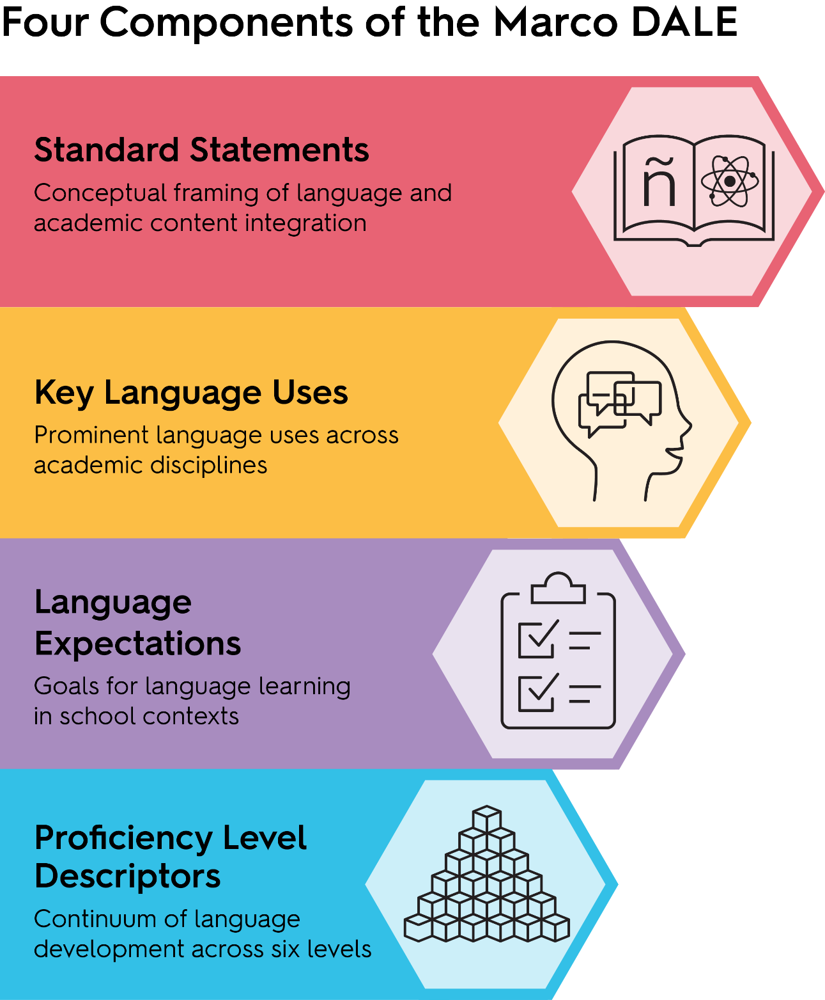 Four Components of the Marco DALE
Standard Statements
Conceptual framing of language and
academic content integration
ñ
Key Language Uses
Prominent language uses across
academic disciplines
Language
Expectations
Goals for language learning
in school contexts
Proficiency Level
Descriptors
Continuum of language
development across six levels